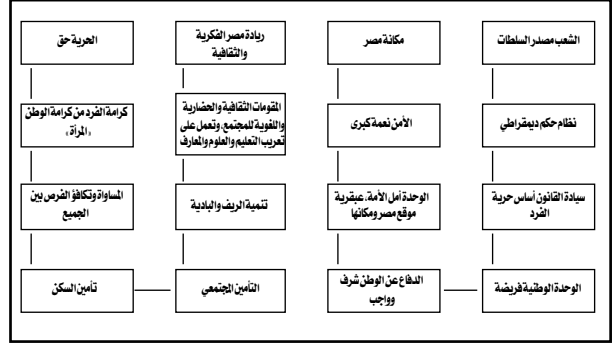 الشعب مصدر السلطات
نظام حكم ديمقراطي
سيادة القانون أساس حرية
الفرد
الوحدة الوطنية فريضة
مكانة مصر
الأمن نعمة كبرى
الوحدة أمل الأمة، عبقرية
موقع مصر ومكانها
الدفاع عن الوطن شرف
وواجب
ريادة مصر الفكرية
والثقافية
المقومات الثقافية والحضارية
واللغوية للمجتمع، وتعمل على
تعريب التعليم والعلوم والمعارف
تنمية الريف والبادية
التأمين المجتمعي
الحرية حق
كرامة الفرد من كرامة الوطن
«المرأة»
المساواة وتكافؤ الفرص بين
الجميع
تأمين السكن